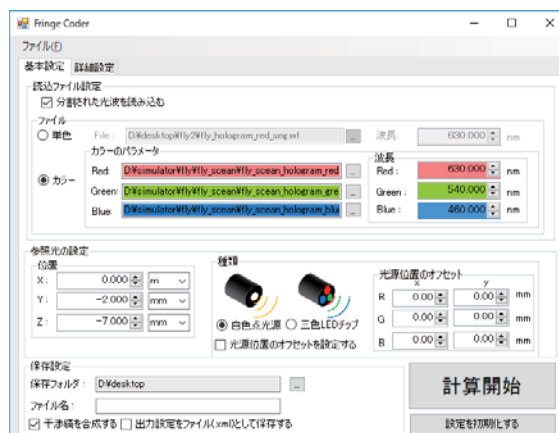 Fringe Coder
ファイル(F)
基本設定 詳細設定
読込ファイル設定
分割された光波を読み込む
ファイル
単色 File : D:¥desktop¥fly2¥fly_hologram_red_seg.wf ... 波長: 630.000 nm
カラー
カラーのパラメータ
Red: D:¥simulator¥fly¥fly_scean¥fly_scean_hologram_red ...
Green: D:¥simulator¥fly¥fly_scean¥fly_scean_hologram_gre ...
Blue: D:¥simulator¥fly¥fly_scean¥fly_scean_hologram_blu ...
波長
Red : 630.000 nm
Green : 540.000 nm
Blue : 460.000 nm
参照光の設定
位置
X : 0.000 m
Y : -2.000 mm
Z : -7.000 mm
種類
白色点光源 三色LEDチップ
光源位置のオフセットを設定する
光源位置のオフセット
x y
R 0.00 0.00 mm
G 0.00 0.00 mm
B 0.00 0.00 mm
保存設定
保存フォルダ : D:¥desktop ...
ファイル名 :
干渉縞を合成する 出力設定をファイル(.xml)として保存する
計算開始
設定を初期化する